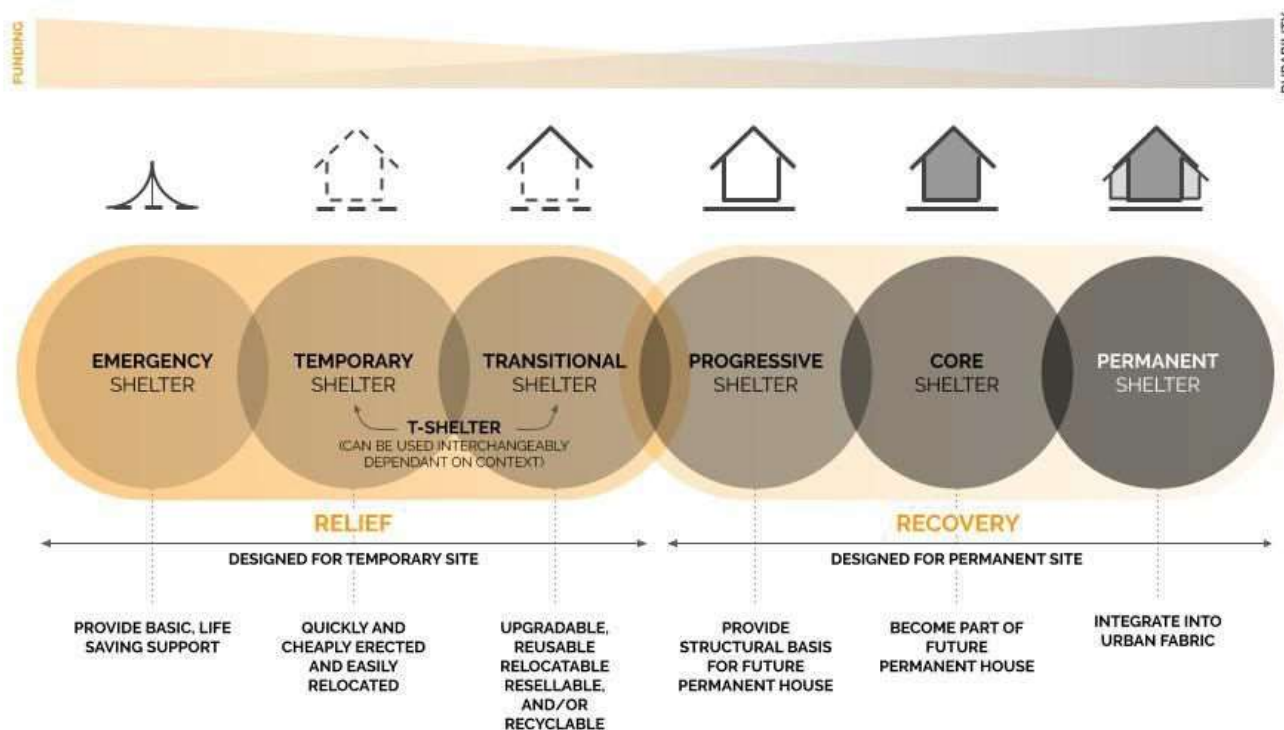 FUNDING
DURABILITY
EMERGENCY
SHELTER
TEMPORARY
SHELTER
TRANSITIONAL
SHELTER
PROGRESSIVE
SHELTER
CORE
SHELTER
PERMANENT
SHELTER
T-SHELTER
(CAN BE USED INTERCHANGEABLY
DEPENDANT ON CONTEXT)
RELIEF
RECOVERY
DESIGNED FOR TEMPORARY SITE
DESIGNED FOR PERMANENT SITE
PROVIDE BASIC, LIFE
SAVING SUPPORT
QUICKLY AND
CHEAPLY ERECTED
AND EASILY
RELOCATED
UPGRADABLE,
REUSABLE
RELOCATABLE
RESELLABLE,
AND/OR
RECYCLABLE
PROVIDE
STRUCTURAL BASIS
FOR FUTURE
PERMANENT HOUSE
BECOME PART OF
FUTURE
PERMANENT HOUSE
INTEGRATE INTO
URBAN FABRIC